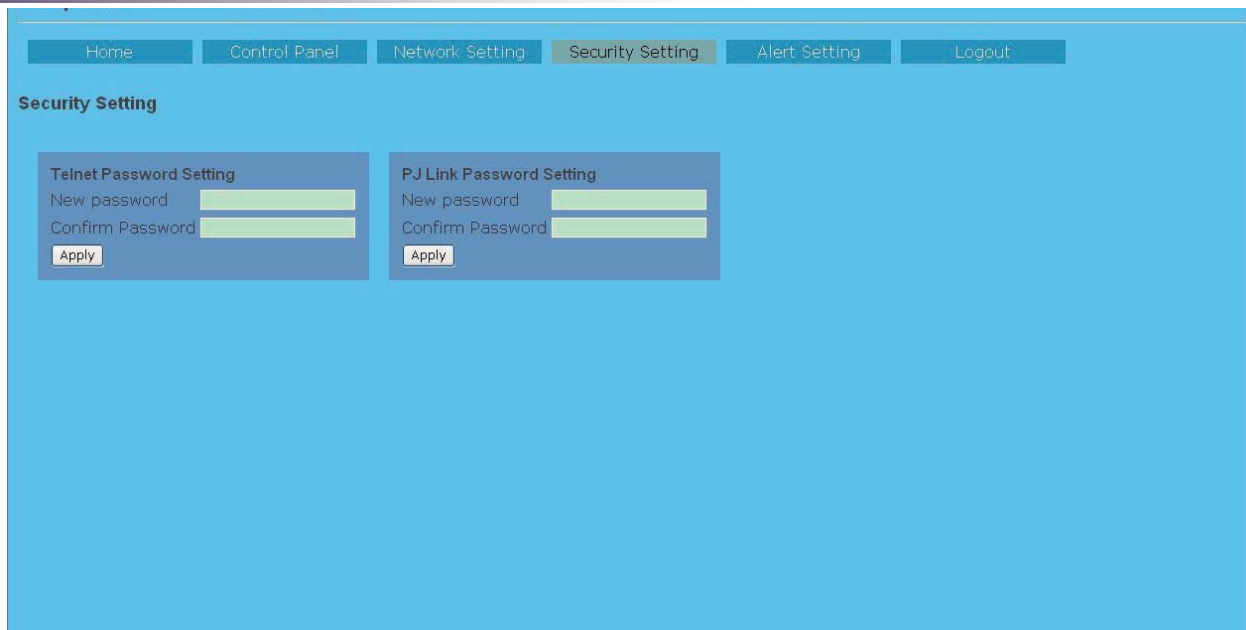 Home Control Panel Network Setting Security Setting Alert Setting Logout
Security Setting
Telnet Password Setting
New password
Confirm Password
Apply
PJ Link Password Setting
New password
Confirm Password
Apply